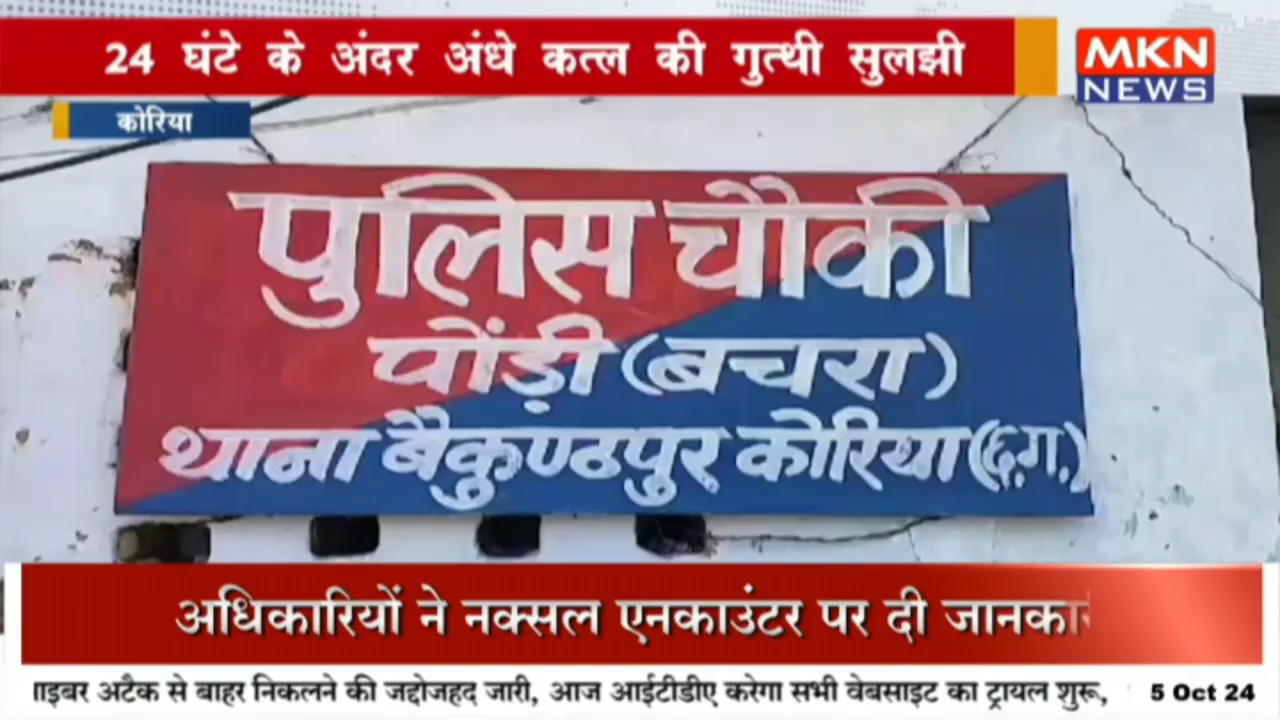 24 घंटे के अंदर अंधे कत्ल की गुत्थी सुलझी
MKN
NEWS
कोरिया
पुलिस चौकी
पोंड़ी (बचरा)
थाना बैकुण्ठपुर कोरिया (छ.ग.)
अधिकारियों ने नक्सल एनकाउंटर पर दी
अटैक से बाहर निकलने की जद्दोजहद जारी, आज आईटीडीए करेगा सभी वेबसाइट का ट्रायल शुरू,
5 Oct 24